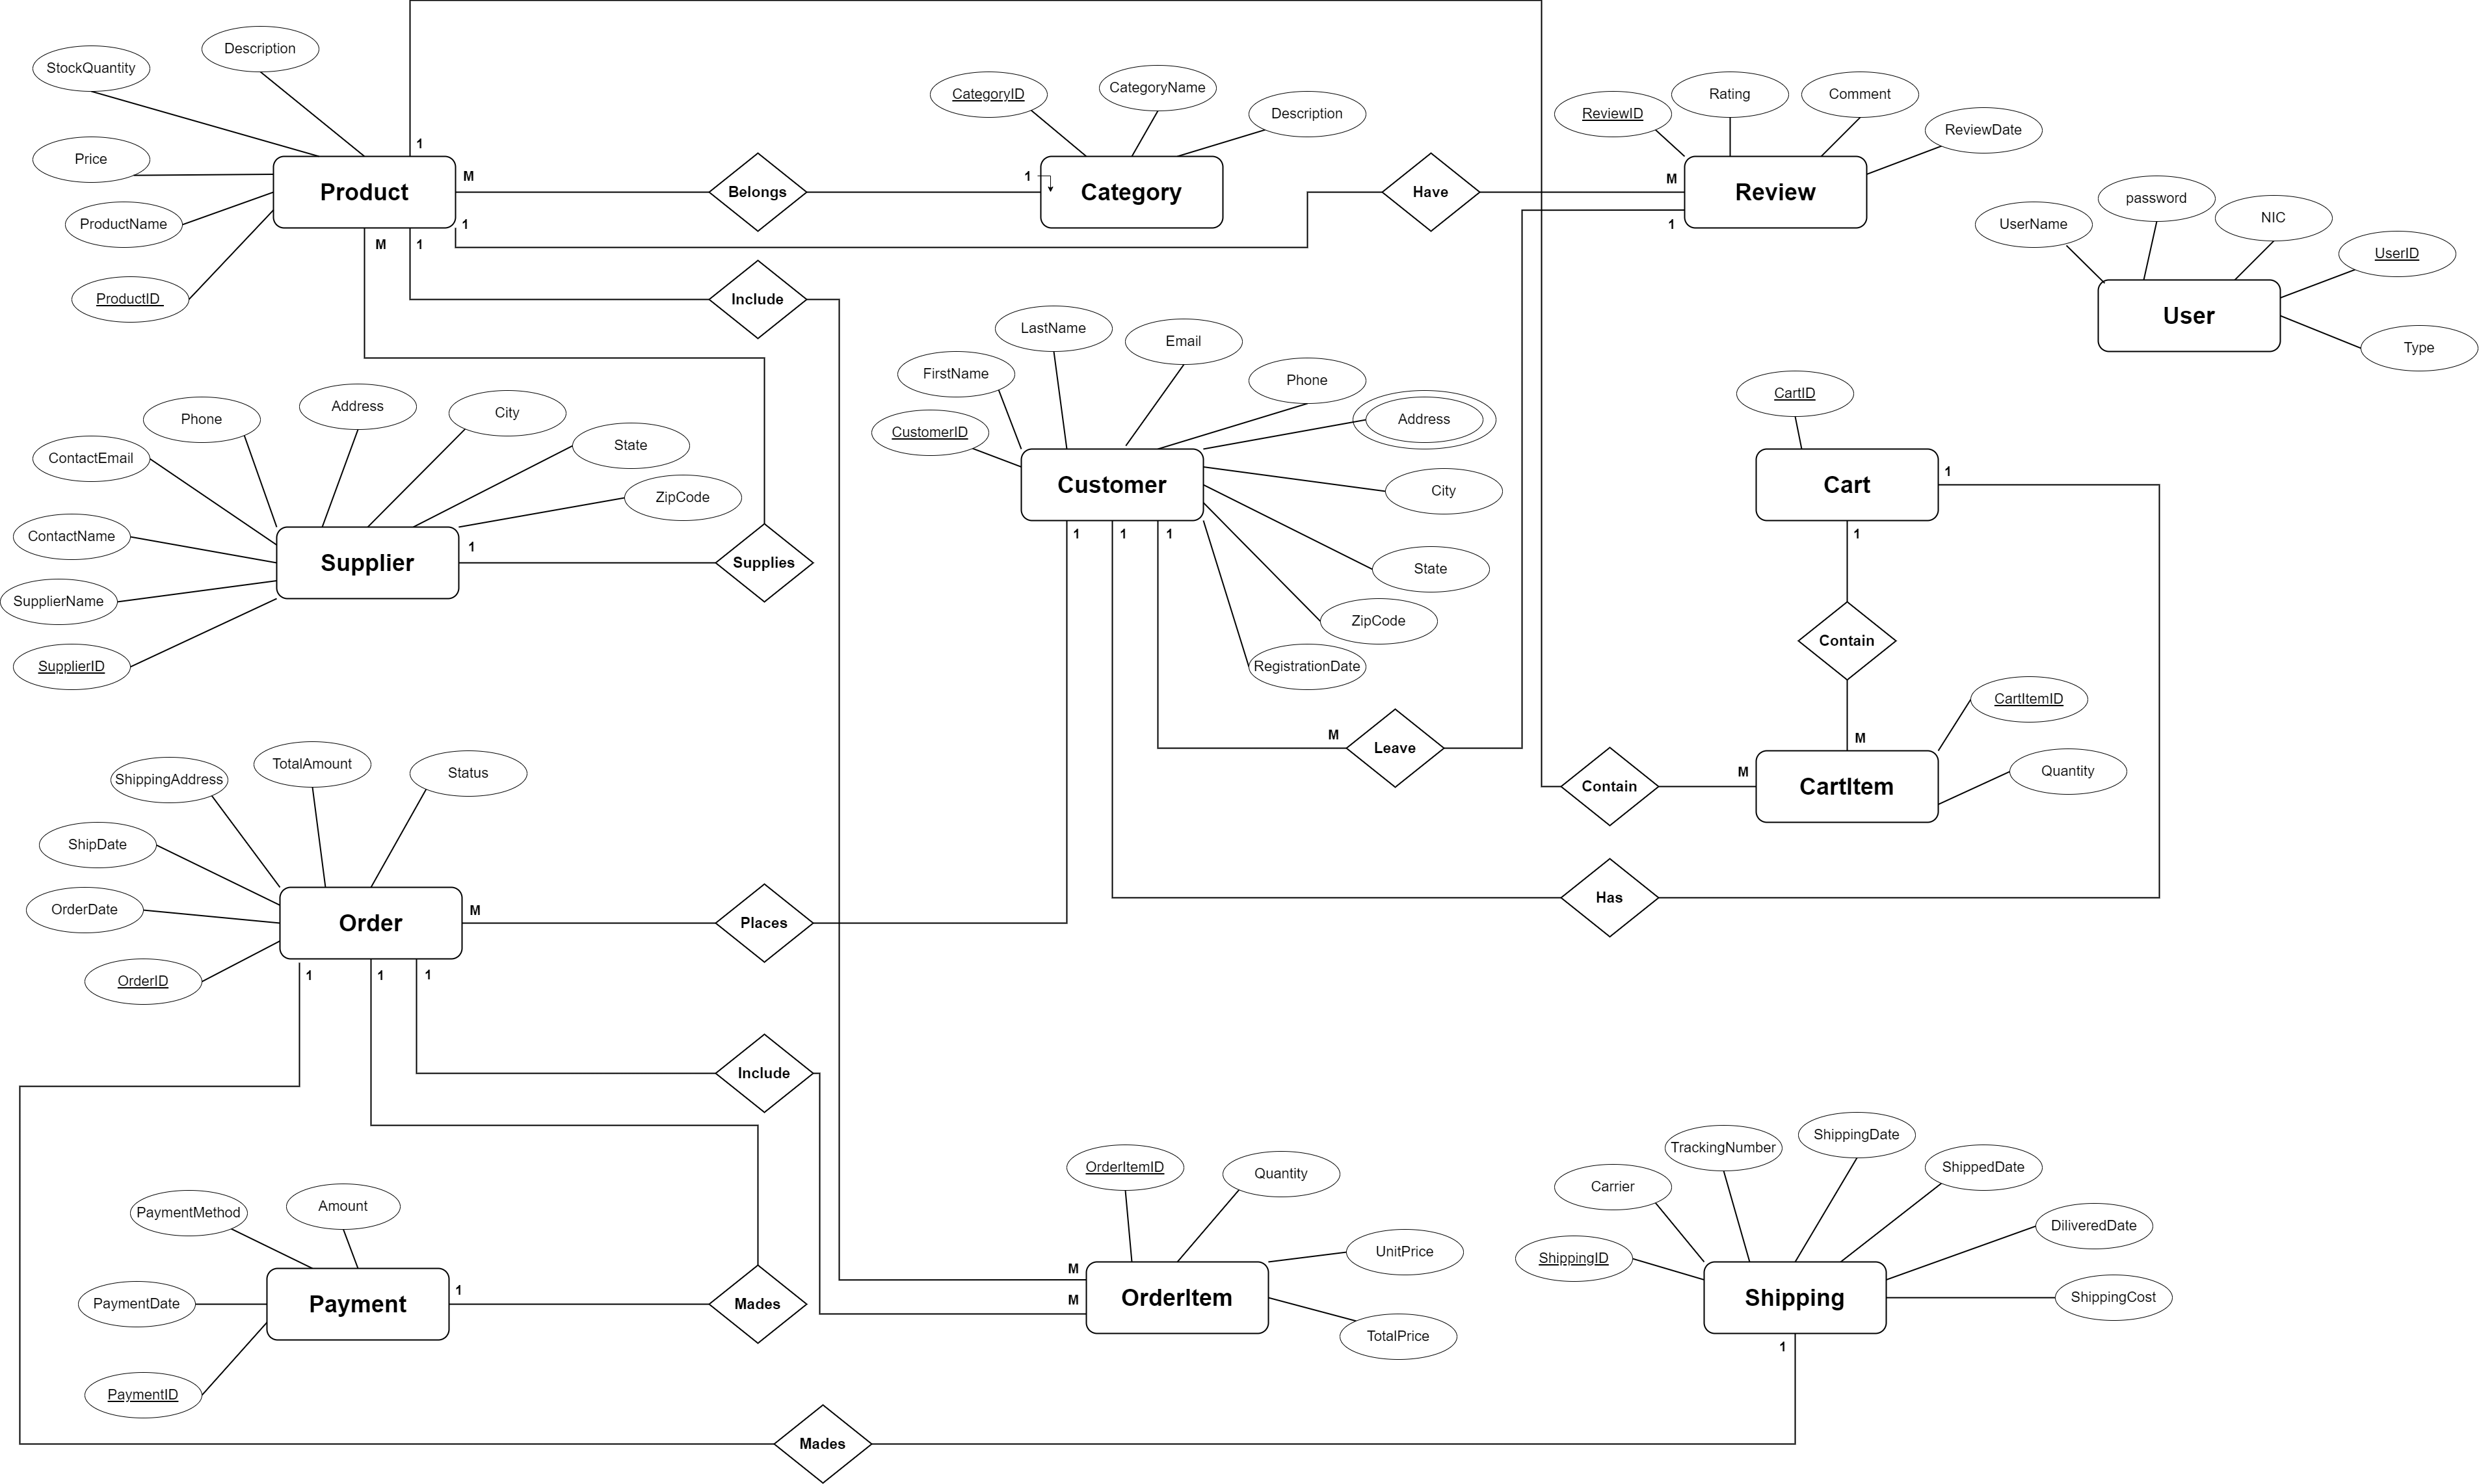 Description
StockQuantity
Price
ProductName
ProductID
Product
1
M
1
M
1
Belongs
1
CategoryID
CategoryName
Description
Category
Have
M
1
ReviewID
Rating
Comment
ReviewDate
Review
UserName
password
NIC
UserID
Type
User
Include
Phone
Address
City
State
ZipCode
ContactEmail
ContactName
SupplierName
SupplierID
Supplier
1
Supplies
FirstName
LastName
Email
Phone
Address
CustomerID
City
State
ZipCode
RegistrationDate
Customer
1
1
1
CartID
Cart
1
1
Contain
M
Leave
Contain
M
M
CartItemID
Quantity
CartItem
Has
ShippingAddress
TotalAmount
Status
ShipDate
OrderDate
OrderID
Order
M
1
1
1
Places
Include
PaymentMethod
Amount
PaymentDate
PaymentID
Payment
1
Mades
OrderItemID
Quantity
UnitPrice
TotalPrice
M
M
OrderItem
Carrier
TrackingNumber
ShippingDate
ShippedDate
DiliveredDate
ShippingID
ShippingCost
Shipping
1
Mades